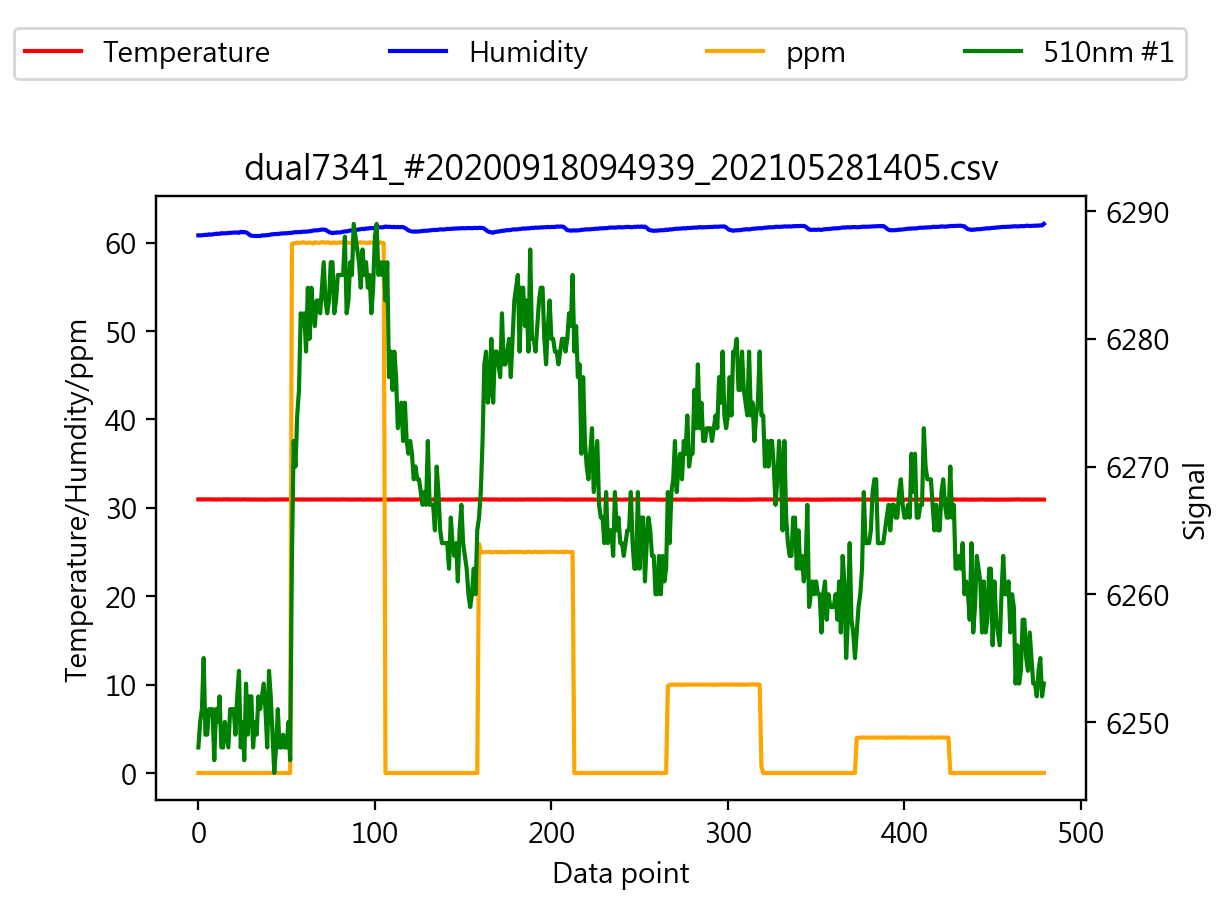 Temperature Humidity ppm 510nm #1
dual7341_#20200918094939_202105281405.csv
Temperature/Humdity/ppm
60
50
40
30
20
10
0
6290
6280
6270
6260
6250
Signal
0 100 200 300 400 500
Data point